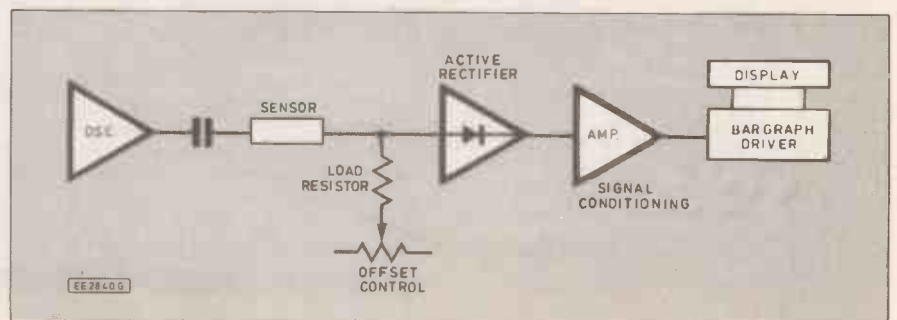 OSC.
SENSOR
LOAD
RESISTOR
OFFSET
CONTROL
ACTIVE
RECTIFIER
AMP.
SIGNAL
CONDITIONING
DISPLAY
BARGRAPH
DRIVER
EE2840G